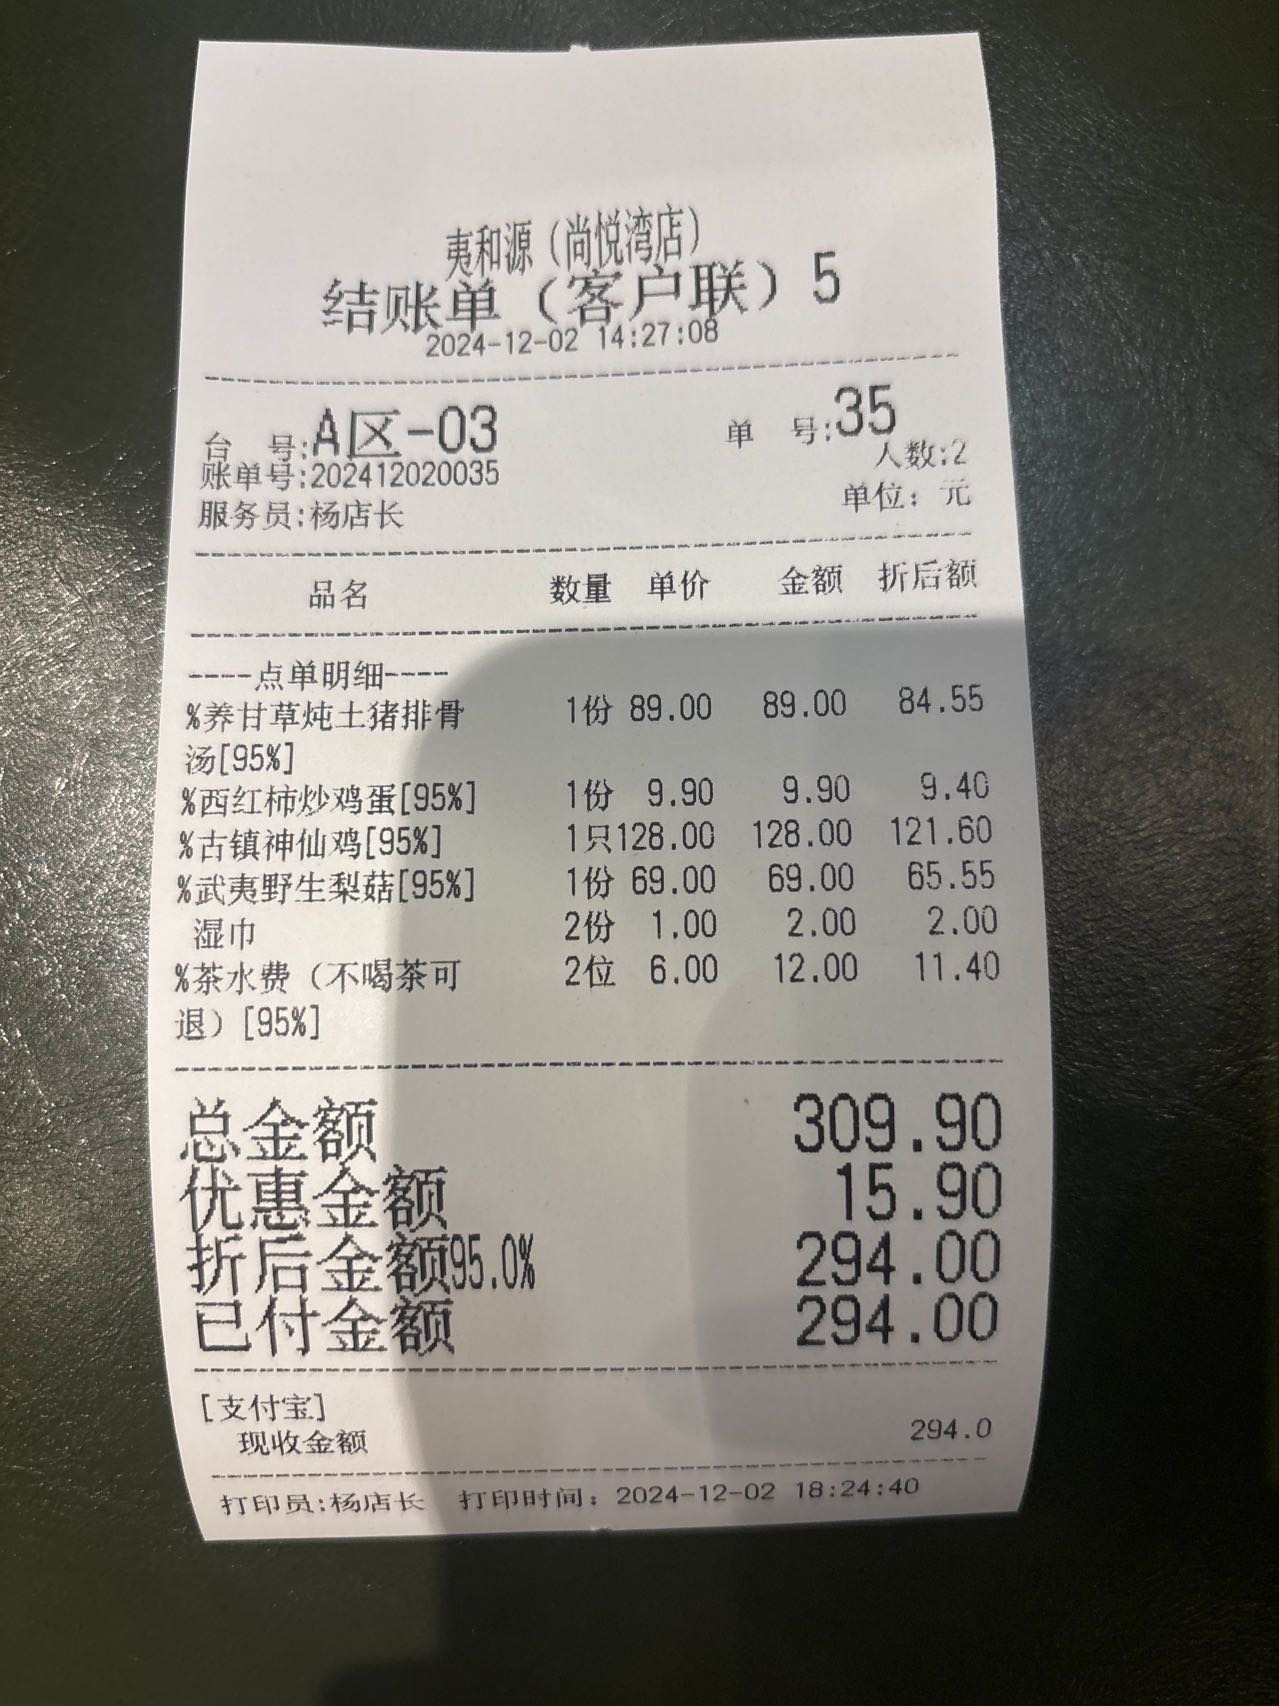 夷和源（尚悦湾店）
结账单（客户联）5
2024-12-02 14:27:08
台 号:A区-03 单 号:35
账单号:202412020035 人数:2
服务员:杨店长 单位：元
品名 数量 单价 金额 折后额
----点单明细----
%养甘草炖土猪排骨 1份 89.00 89.00 84.55
汤[95%]
%西红柿炒鸡蛋[95%] 1份 9.90 9.90 9.40
%古镇神仙鸡[95%] 1只128.00 128.00 121.60
%武夷野生梨菇[95%] 1份 69.00 69.00 65.55
湿巾 2份 1.00 2.00 2.00
%茶水费（不喝茶可 2位 6.00 12.00 11.40
退）[95%]
总金额 309.90
优惠金额 15.90
折后金额95.0% 294.00
已付金额 294.00
[支付宝]
现收金额 294.0
打印员:杨店长 打印时间：2024-12-02 18:24:40